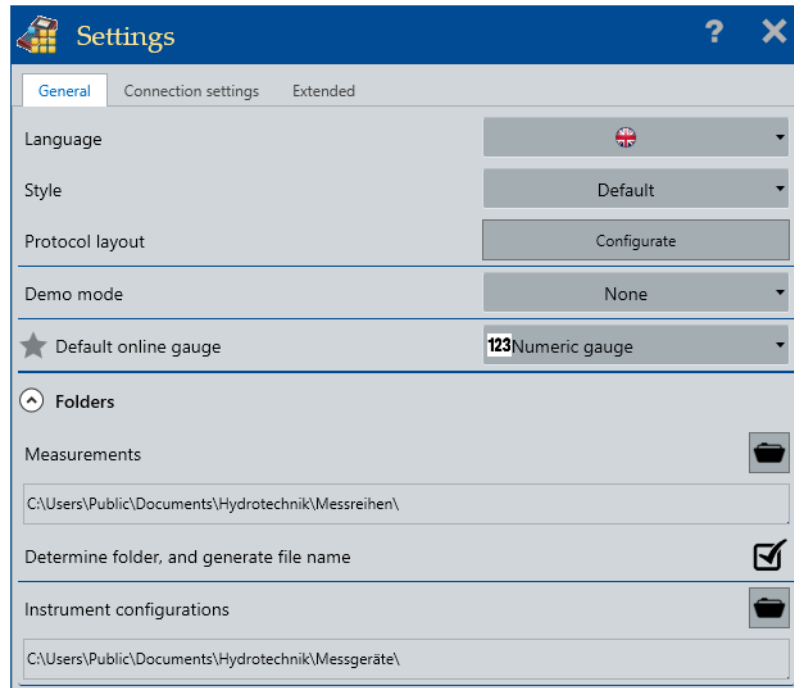 Settings
?
General Connection settings Extended
Language
Style Default
Protocol layout Configurate
Demo mode None
Default online gauge 123 Numeric gauge
Folders
Measurements
C:\Users\Public\Documents\Hydrotechnik\Messreihen\
Determine folder, and generate file name
Instrument configurations
C:\Users\Public\Documents\Hydrotechnik\Messgeräte\